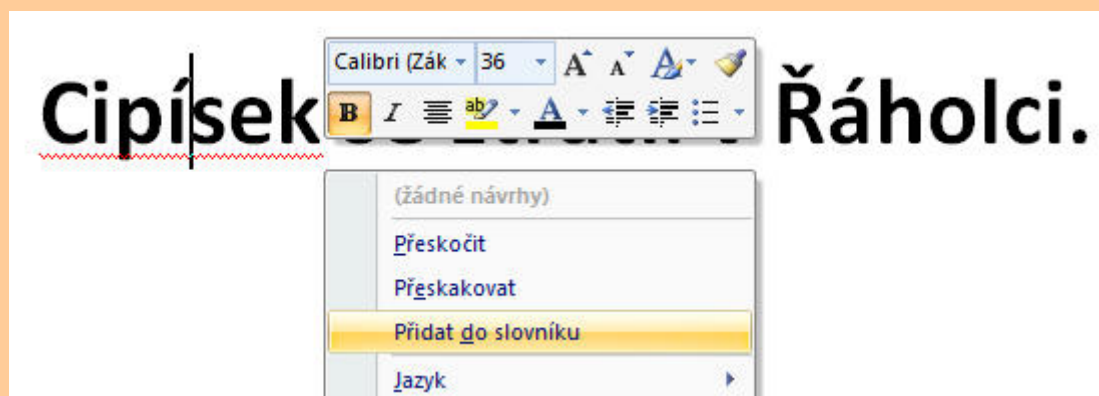 Calibri (Zák 36
Cipísek Řáholci.
(žádné návrhy)
Přeskočit
Přeskakovat
Přidat do slovníku
Jazyk